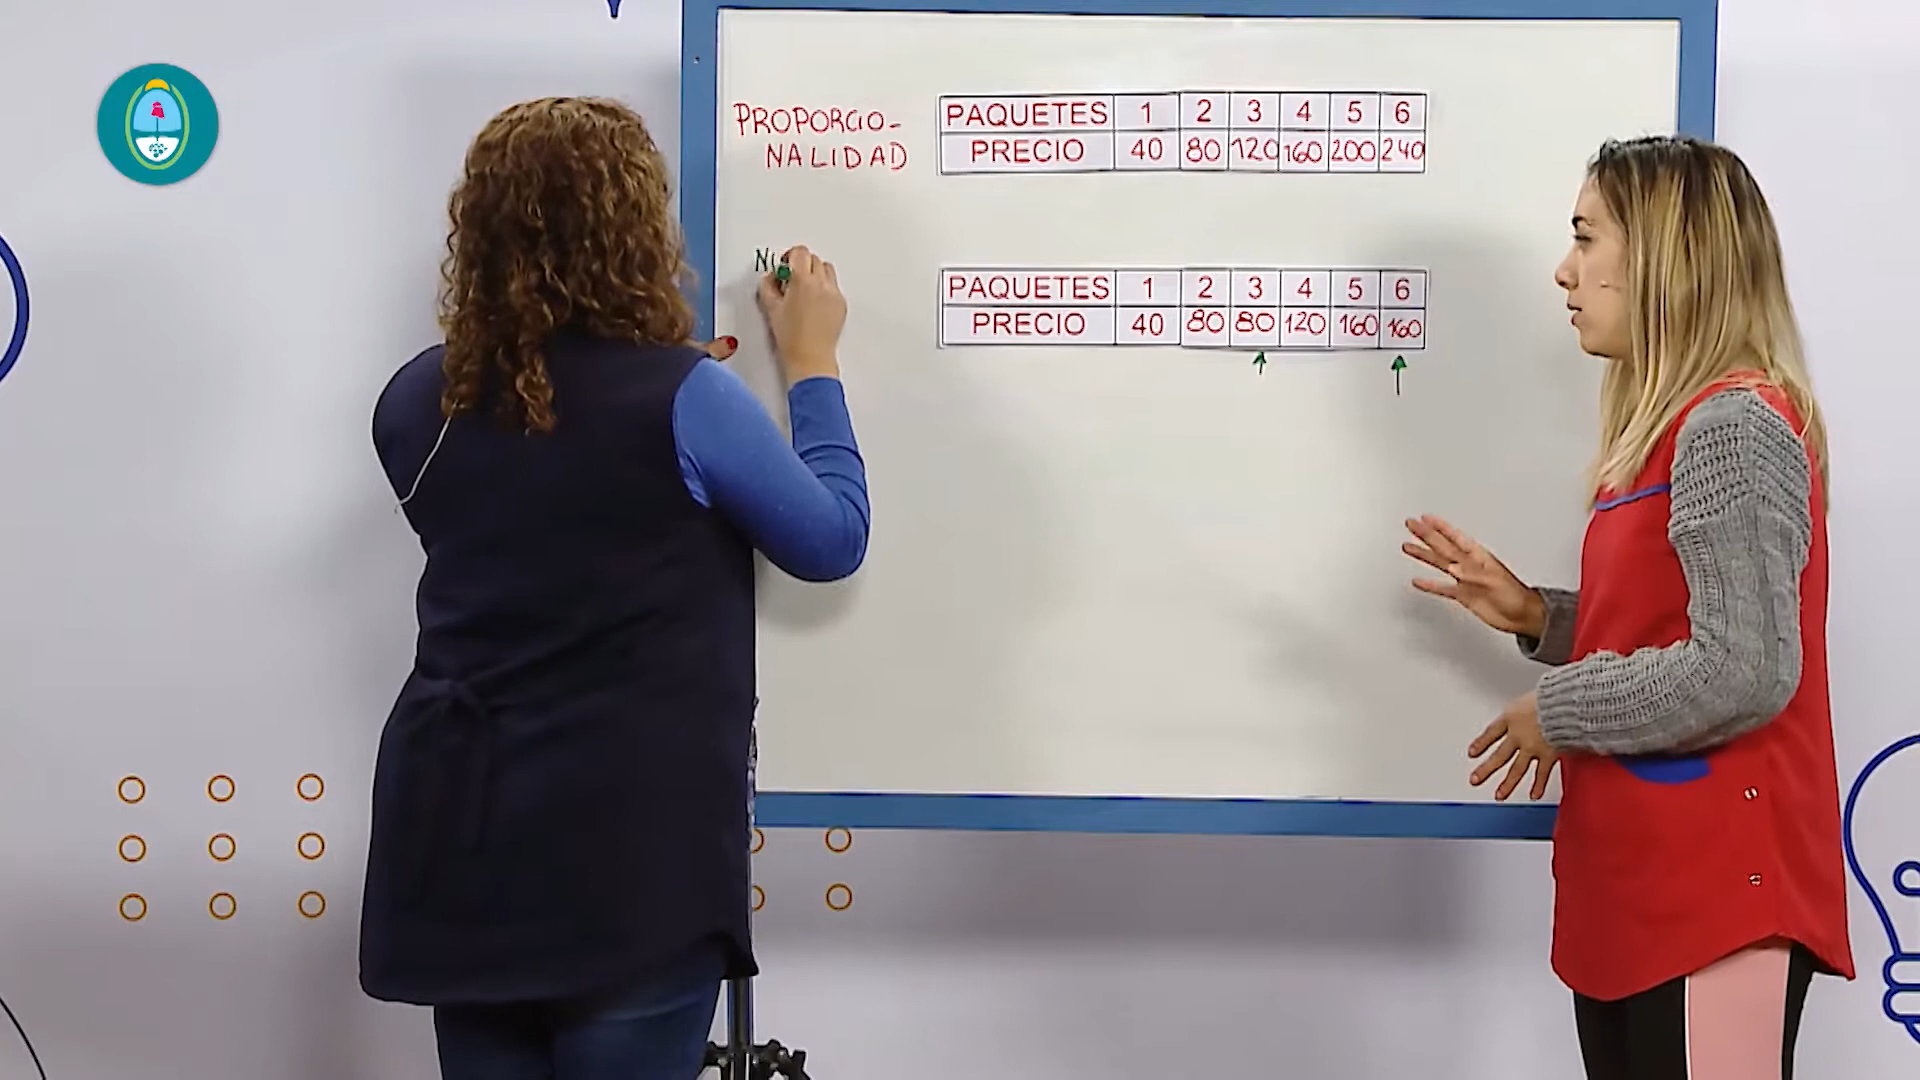 PROPORCIO-
NALIDAD
PAQUETES 1 2 3 4 5 6
PRECIO 40 80 120 160 200 240
PAQUETES 1 2 3 4 5 6
PRECIO 40 80 80 120 160 160